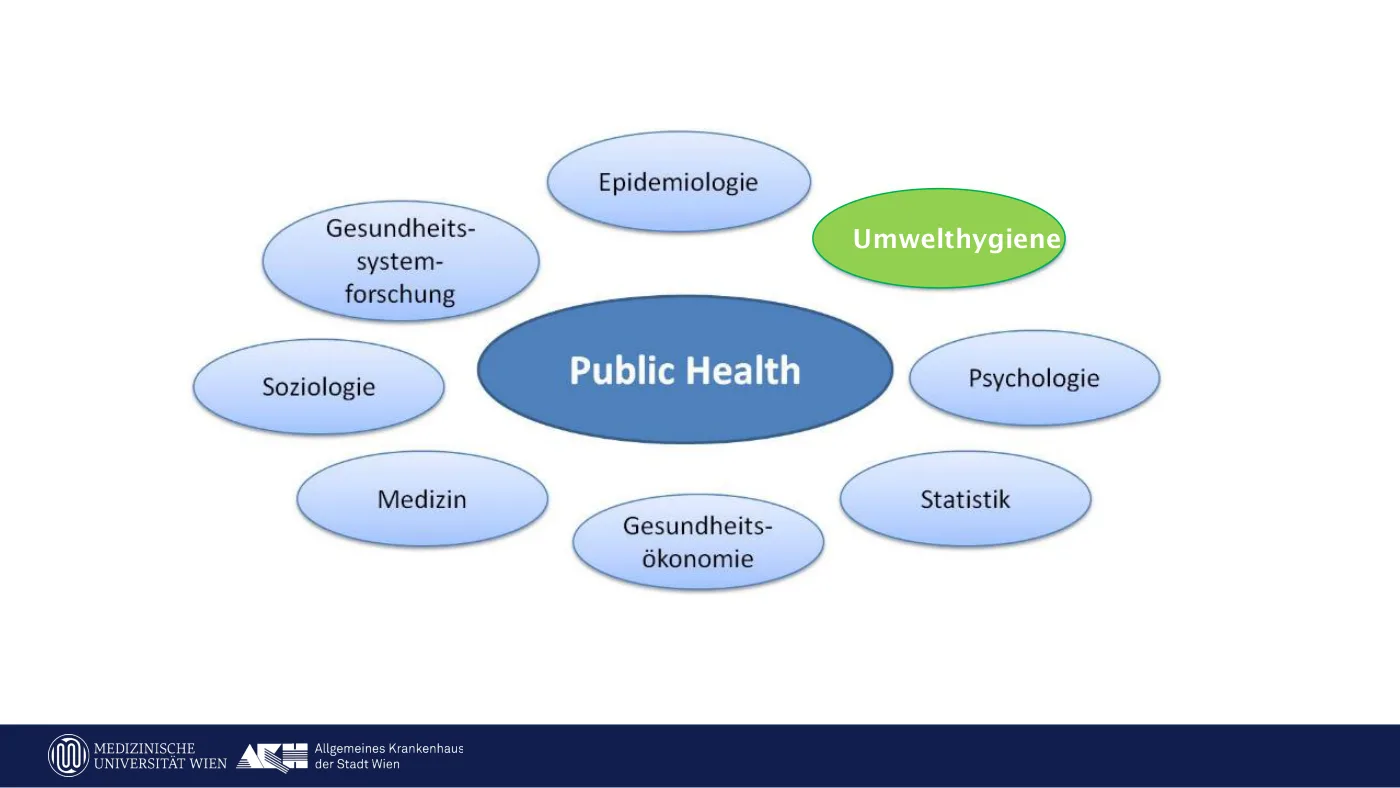 Epidemiologie
Umwelthygiene
Gesundheits-
system-
forschung
Public Health
Psychologie
Soziologie
Medizin
Statistik
Gesundheits-
ökonomie
MEDIZINISCHE
UNIVERSITÄT WIEN
AKH
Allgemeines Krankenhaus
der Stadt Wien